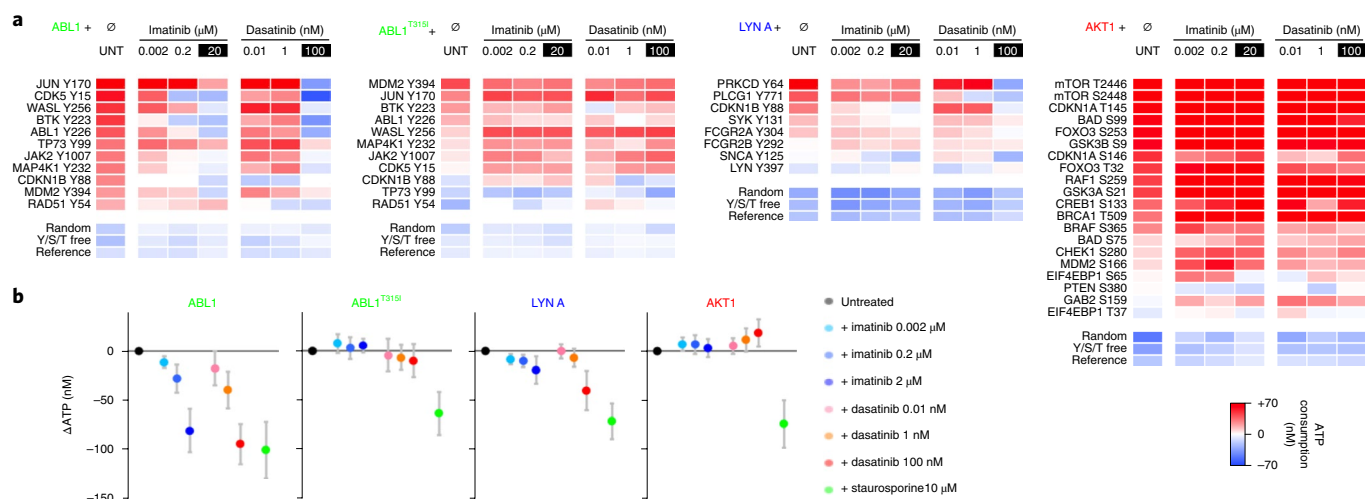 a
ABL1 + Ø Imatinib (μM) Dasatinib (nM)
UNT 0.002 0.2 20 0.01 1 100
JUN Y170
CDK5 Y15
WASL Y256
BTK Y223
ABL1 Y226
TP73 Y99
JAK2 Y1007
MAP4K1 Y232
CDKN1B Y88
MDM2 Y394
RAD51 Y54
Random
Y/S/T free
Reference
ABL1T315I + Ø Imatinib (μM) Dasatinib (nM)
UNT 0.002 0.2 20 0.01 1 100
MDM2 Y394
JUN Y170
BTK Y223
ABL1 Y226
WASL Y256
MAP4K1 Y232
JAK2 Y1007
CDK5 Y15
CDKN1B Y88
TP73 Y99
RAD51 Y54
Random
Y/S/T free
Reference
LYN A + Ø Imatinib (μM) Dasatinib (nM)
UNT 0.002 0.2 20 0.01 1 100
PRKCD Y64
PLCG1 Y771
CDKN1B Y88
SYK Y131
FCGR2A Y304
FCGR2B Y292
SNCA Y125
LYN Y397
Random
Y/S/T free
Reference
AKT1 + Ø Imatinib (μM) Dasatinib (nM)
UNT 0.002 0.2 20 0.01 1 100
mTOR T2446
mTOR S2448
CDKN1A T145
BAD S99
FOXO3 S253
GSK3B S9
CDKN1A S146
FOXO3 T32
RAF1 S259
GSK3A S21
CREB1 S133
BRCA1 T509
BRAF S365
BAD S75
CHEK1 S280
MDM2 S166
EIF4EBP1 S65
PTEN S380
GAB2 S159
EIF4EBP1 T37
Random
Y/S/T free
Reference
b
ABL1 ABL1T315I LYN A AKT1
ΔATP (nM)
0
−50
−100
−150
Untreated
+ imatinib 0.002 μM
+ imatinib 0.2 μM
+ imatinib 2 μM
+ dasatinib 0.01 nM
+ dasatinib 1 nM
+ dasatinib 100 nM
+ staurosporine10 μM
+70
0
−70
ATP
consumption
(nM)